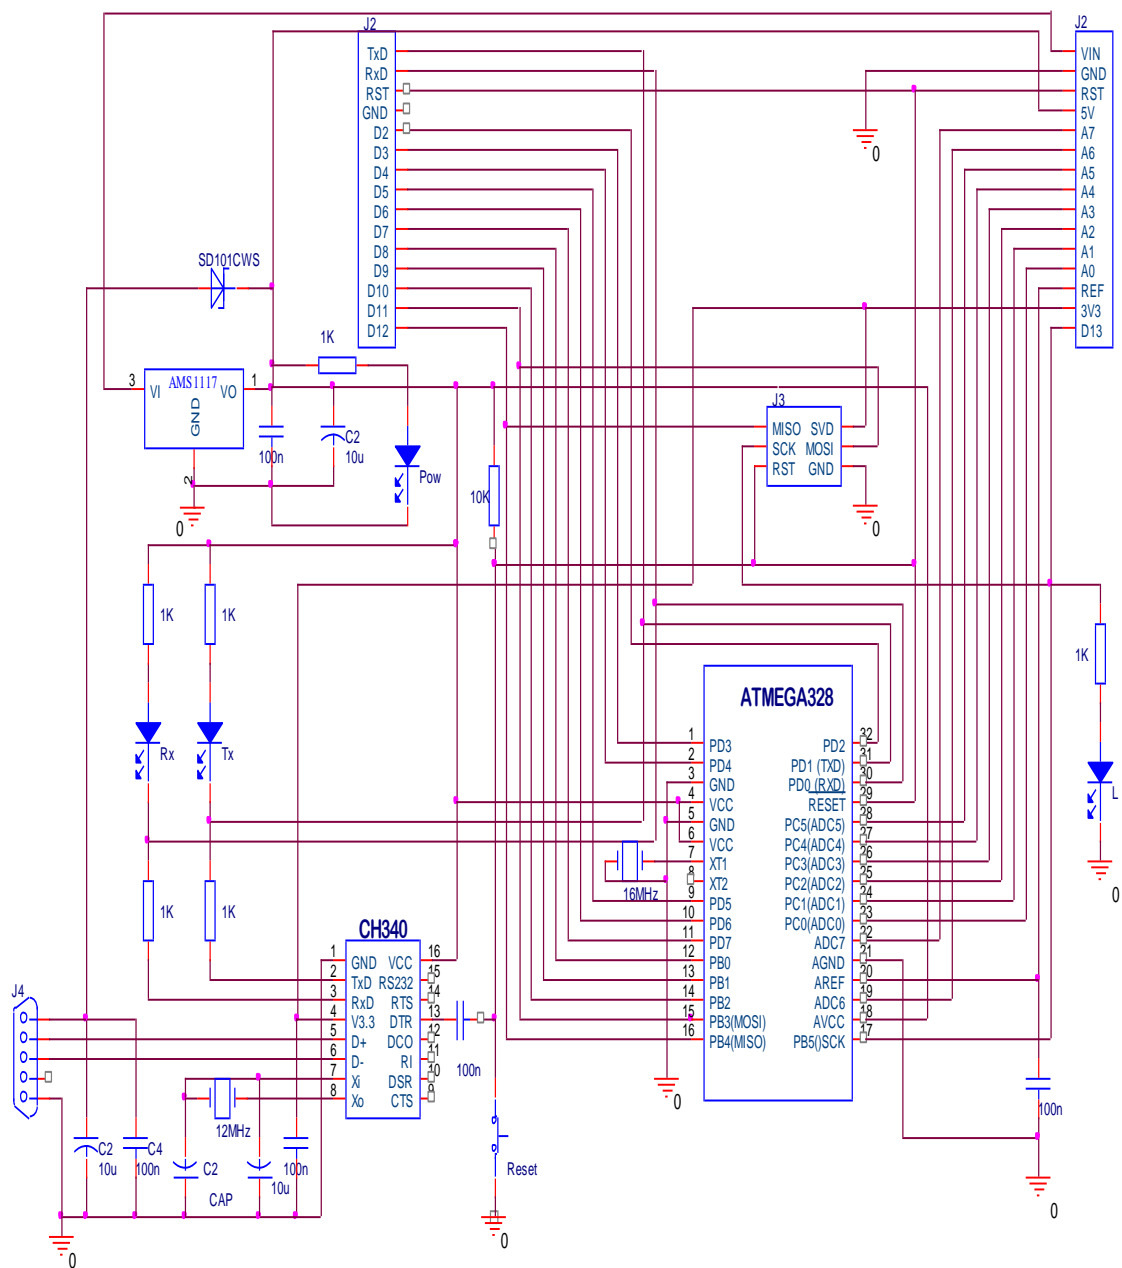 J2
TxD
RxD
RST
GND
D2
D3
D4
D5
D6
D7
D8
D9
D10
D11
D12
J2
VIN
GND
RST
5V
A7
A6
A5
A4
A3
A2
A1
A0
REF
3V3
D13
0
SD101CWS
1K
3 VI AMS1117 VO 1
GND
2
0
100n
C2
10u
Pow
10K
J3
MISO SVD
SCK MOSI
RST GND
0
1K
1K
Rx
Tx
1K
1K
1K
L
0
ATMEGA328
1 PD3 PD2 32
2 PD4 PD1 (TXD) 31
3 GND PD0 (RXD) 30
4 VCC RESET 29
5 GND PC5(ADC5) 28
6 VCC PC4(ADC4) 27
7 XT1 PC3(ADC3) 26
8 XT2 PC2(ADC2) 25
9 PD5 PC1(ADC1) 24
10 PD6 PC0(ADC0) 23
11 PD7 ADC7 22
12 PB0 AGND 21
13 PB1 AREF 20
14 PB2 ADC6 19
15 PB3(MOSI) AVCC 18
16 PB4(MISO) PB5()SCK 17
16MHz
0
100n
0
CH340
1 GND VCC 16
2 TxD RS232 15
3 RxD RTS 14
4 V3.3 DTR 13
5 D+ DCO 12
6 D- RI 11
7 Xi DSR 10
8 Xo CTS 9
100n
J4
12MHz
C2
10u
C4
100n
C2
CAP
10u
100n
Reset
0
0